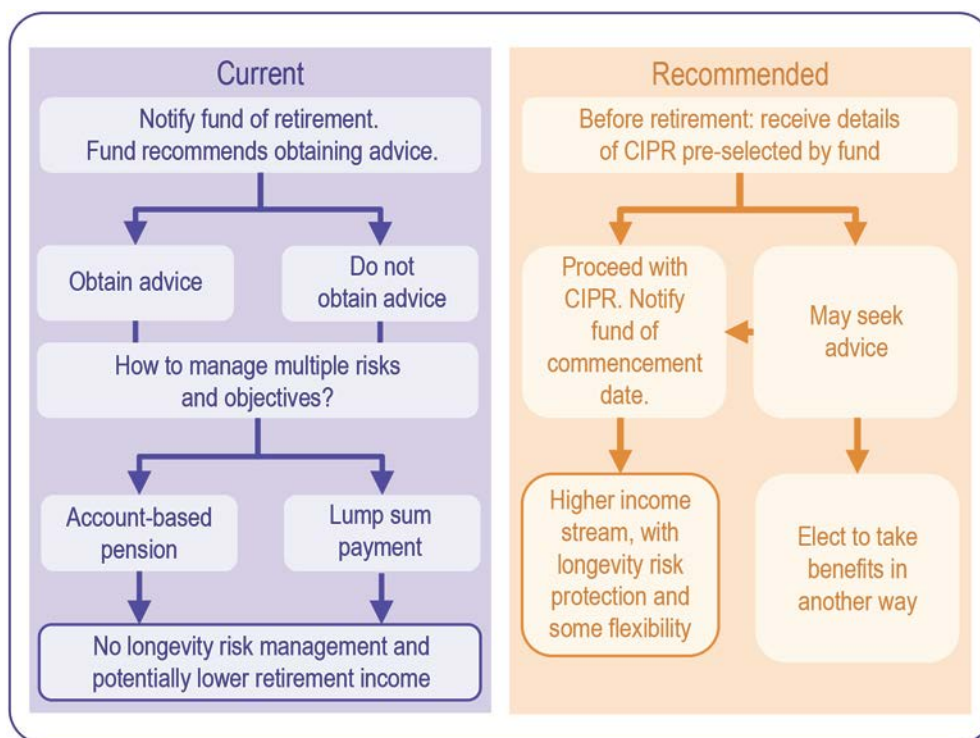 Current
Notify fund of retirement.
Fund recommends obtaining advice.
Obtain advice
Do not
obtain advice
How to manage multiple risks
and objectives?
Account-based
pension
Lump sum
payment
No longevity risk management and
potentially lower retirement income
Recommended
Before retirement: receive details
of CIPR pre-selected by fund
Proceed with
CIPR. Notify
fund of
commencement
date.
May seek
advice
Higher income
stream, with
longevity risk
protection and
some flexibility
Elect to take
benefits in
another way